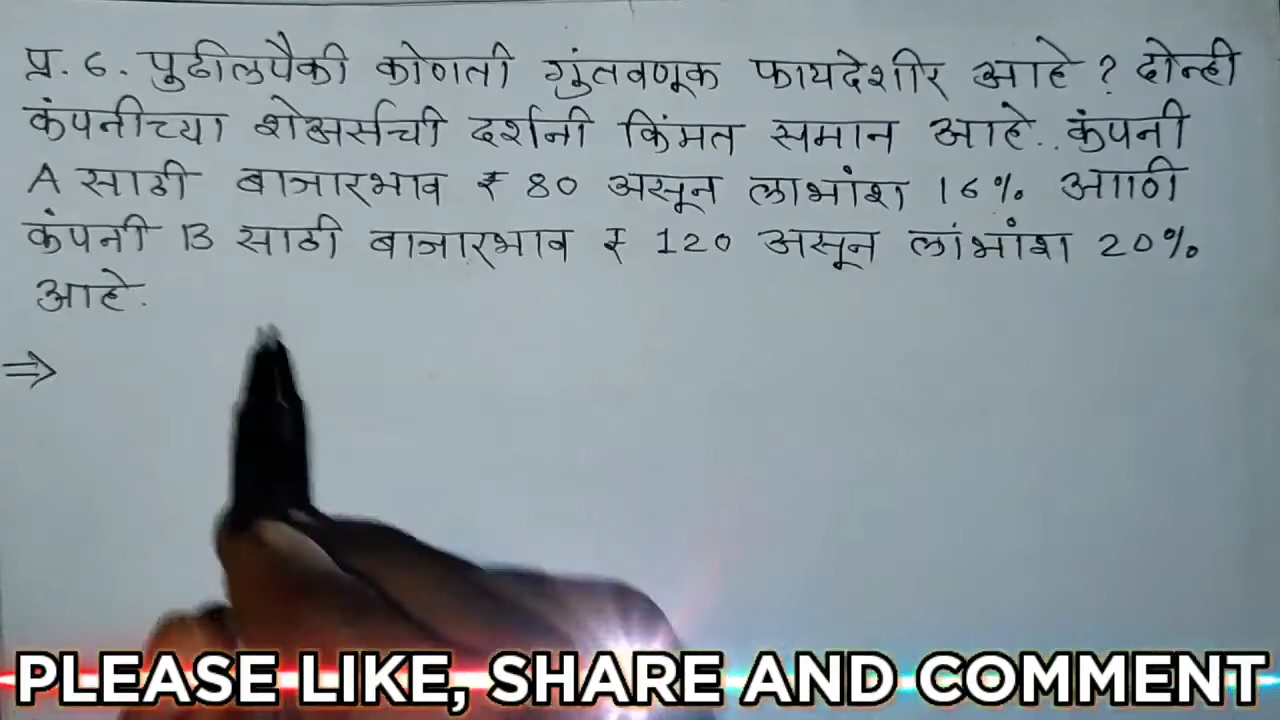 प्र. 6. पुढीलपैकी कोणती गुंतवणूक फायदेशीर आहे ? दोन्ही
कंपनीच्या शेअर्सची दर्शनी किंमत समान आहे.. कंपनी
A साठी बाजारभाव ₹ 80 असून लाभांश 16% आाठी
कंपनी B साठी बाजारभाव ₹ 120 असून लांभांश 20%
आहे.
⇒
PLEASE LIKE, SHARE AND COMMENT